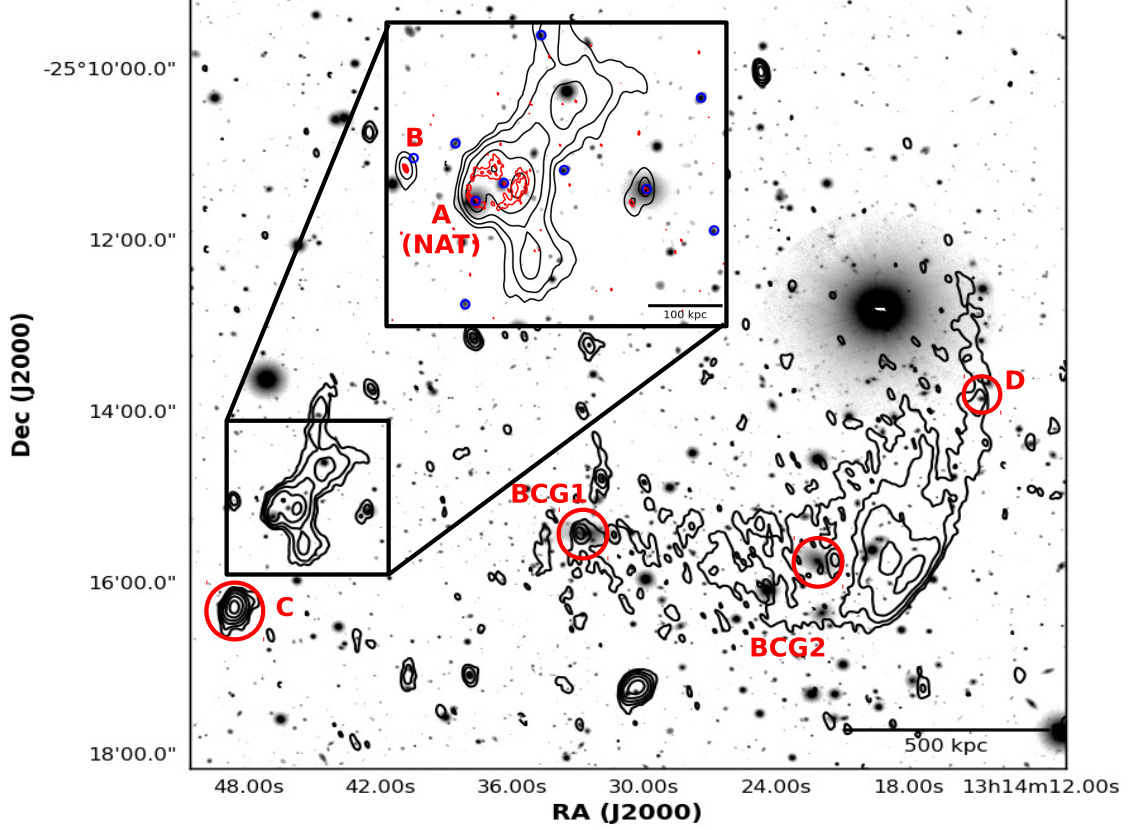 -25°10'00.0"
12'00.0"
14'00.0"
16'00.0"
18'00.0"
Dec (J2000)
B
A
(NAT)
100 kpc
D
BCG1
C
BCG2
500 kpc
48.00s 42.00s 36.00s 30.00s 24.00s 18.00s 13h14m12.00s
RA (J2000)